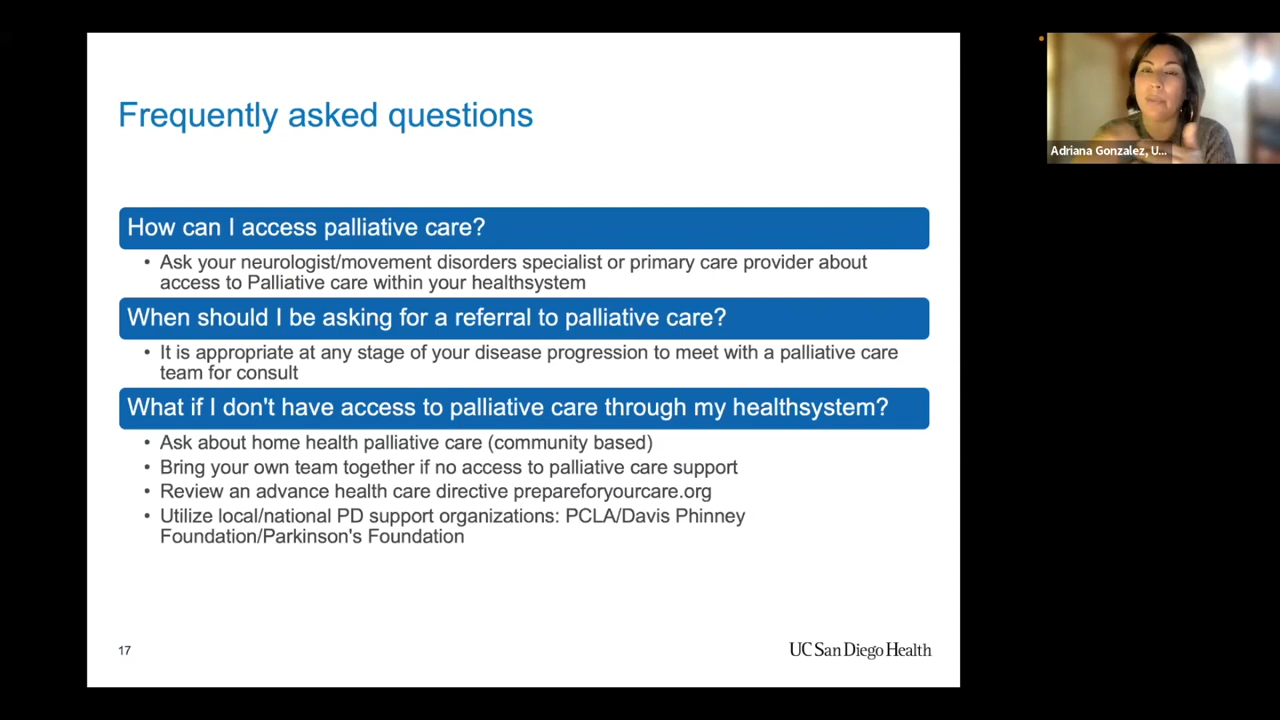 Frequently asked questions
Adriana Gonzalez, U...
How can I access palliative care?
• Ask your neurologist/movement disorders specialist or primary care provider about
access to Palliative care within your healthsystem
When should I be asking for a referral to palliative care?
• It is appropriate at any stage of your disease progression to meet with a palliative care
team for consult
What if I don't have access to palliative care through my healthsystem?
• Ask about home health palliative care (community based)
• Bring your own team together if no access to palliative care support
• Review an advance health care directive prepareforyourcare.org
• Utilize local/national PD support organizations: PCLA/Davis Phinney
Foundation/Parkinson's Foundation
17
UC San Diego Health